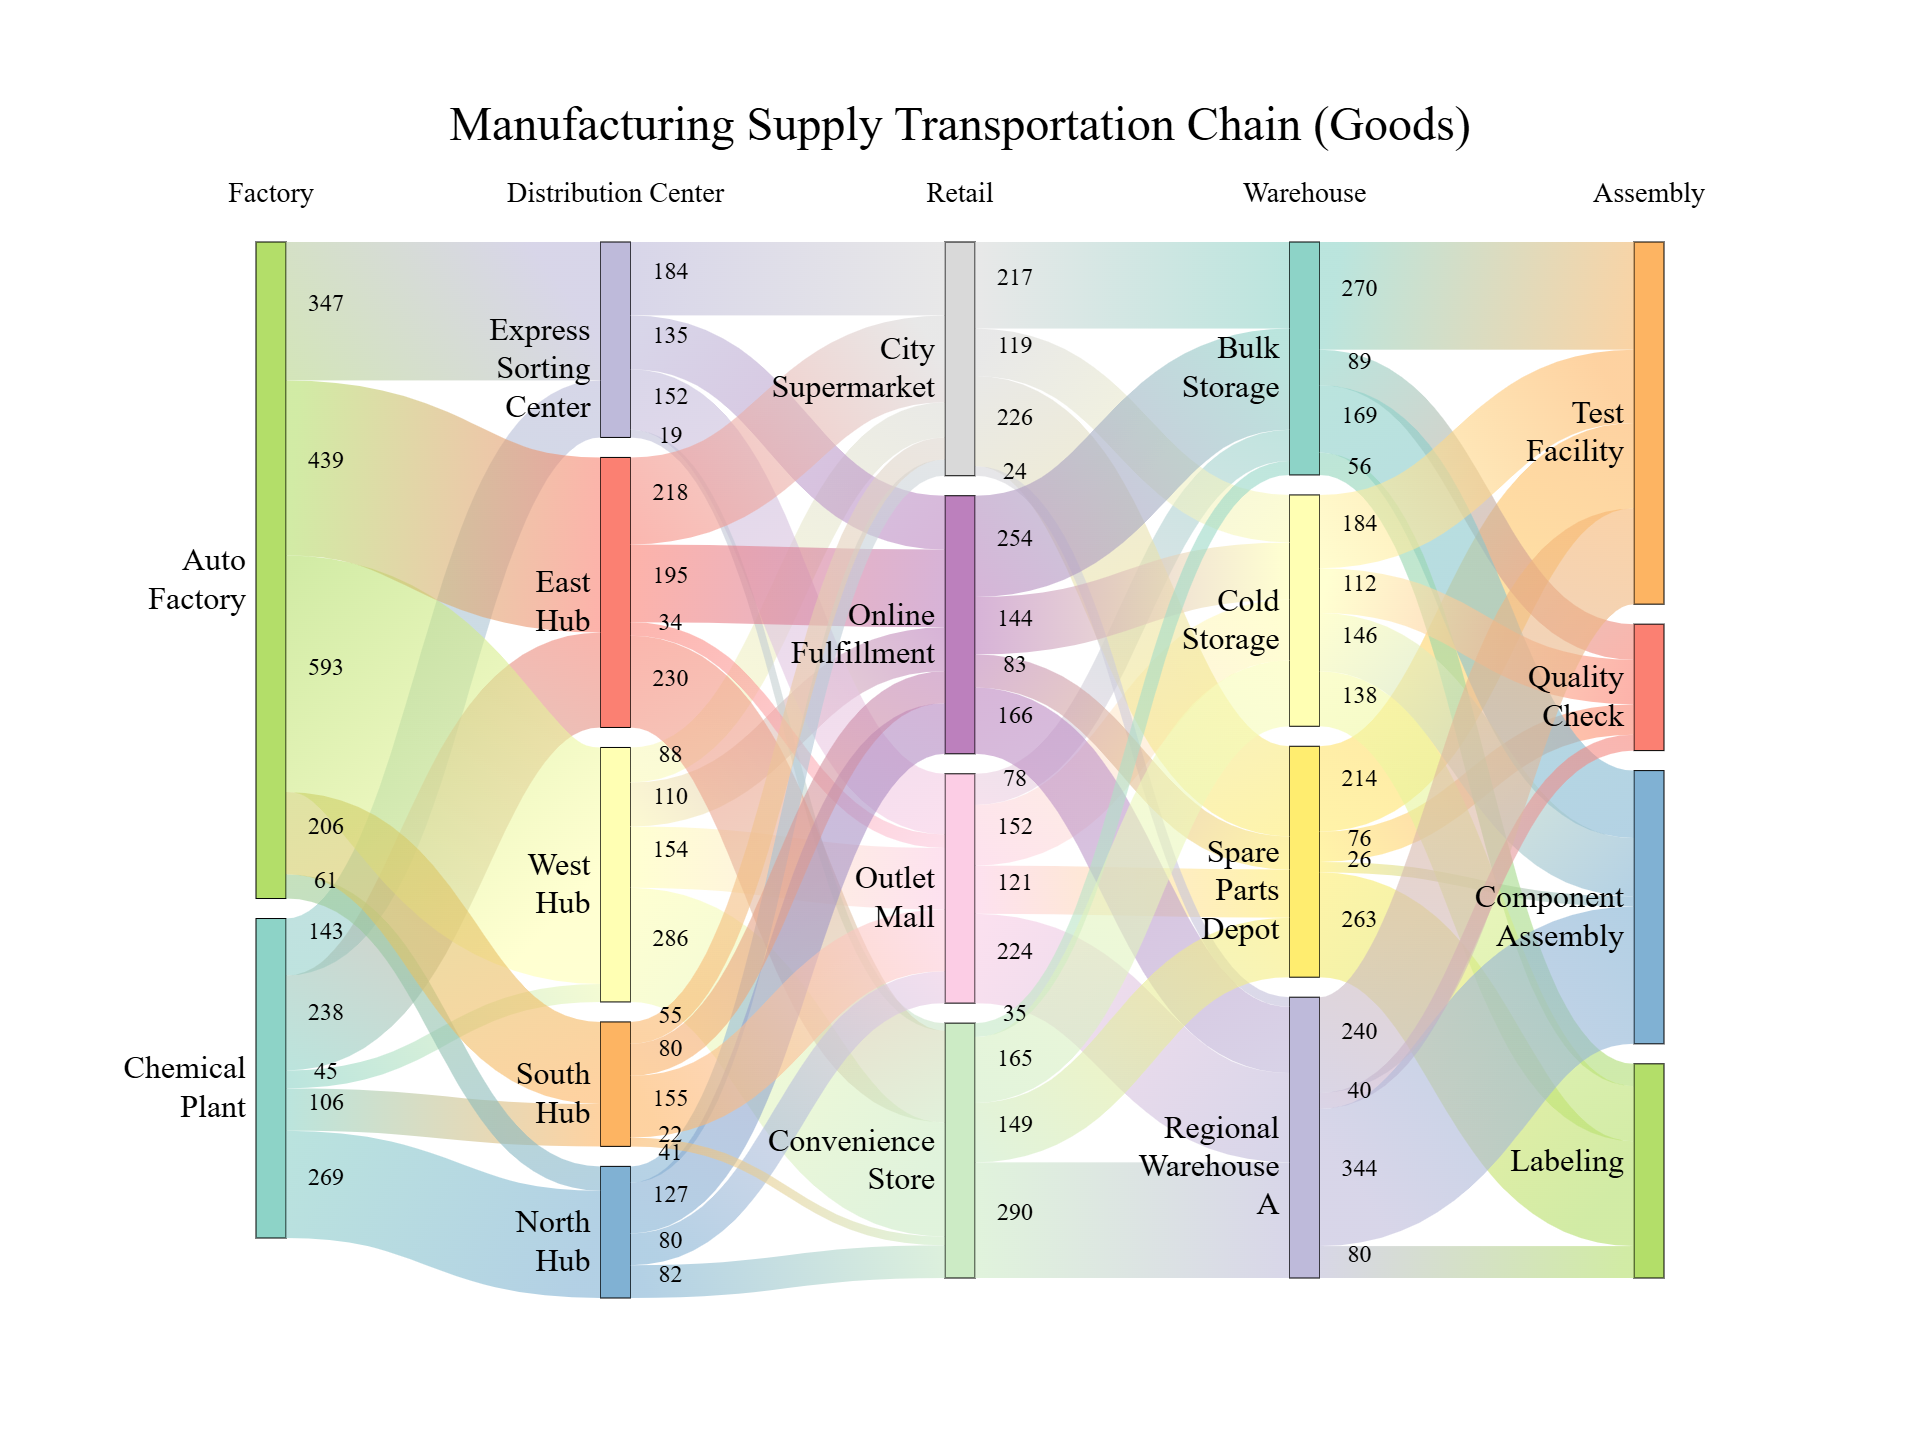 Manufacturing Supply Transportation Chain (Goods)
Factory
Distribution Center
Retail
Warehouse
Assembly
Auto
Factory
347
439
593
206
61
Chemical
Plant
143
238
45
106
269
Express
Sorting
Center
184
135
152
19
East
Hub
218
195
34
230
West
Hub
88
110
154
286
South
Hub
55
80
155
22
North
Hub
41
127
80
82
City
Supermarket
217
119
226
24
Online
Fulfillment
254
144
83
166
Outlet
Mall
78
152
121
224
Convenience
Store
35
165
149
290
Bulk
Storage
270
89
169
56
Cold
Storage
184
112
146
138
Spare
Parts
Depot
214
76
26
263
Regional
Warehouse
A
240
40
344
80
Test
Facility
Quality
Check
Component
Assembly
Labeling